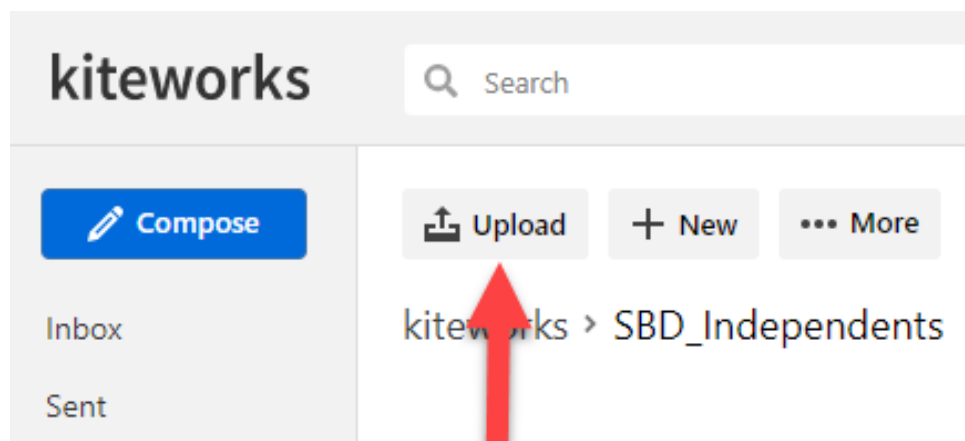 kiteworks
Search
Compose
Upload
New
More
kiteworks > SBD_Independents
Inbox
Sent